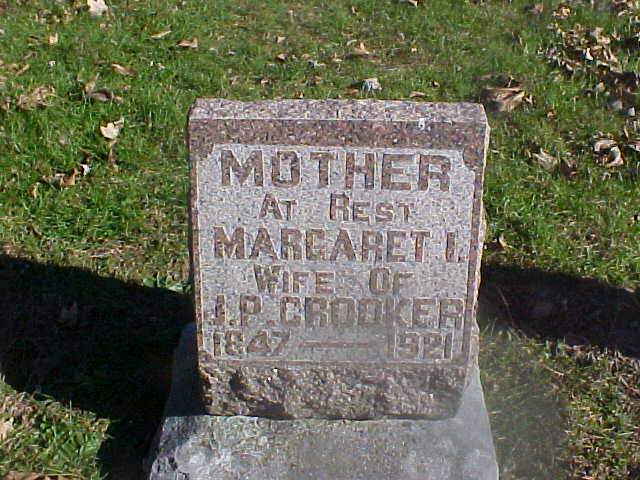 MOTHER
AT REST
MARGARET I.
WIFE OF
J.P. CROOKER
1847 — 1921